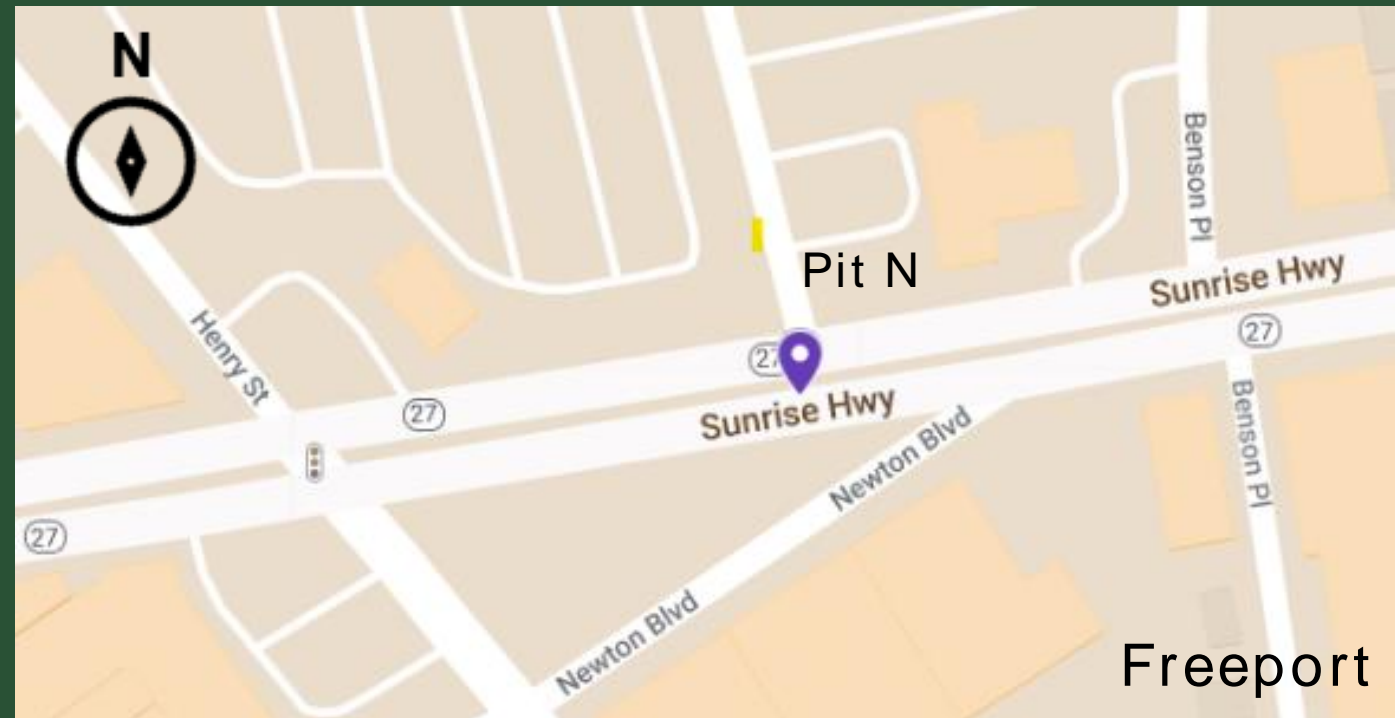 N
Benson Pl
Pit N
Sunrise Hwy
27
Henry St
27
27
Sunrise Hwy
Benson Pl
Newton Blvd
27
Newton Blvd
Freeport